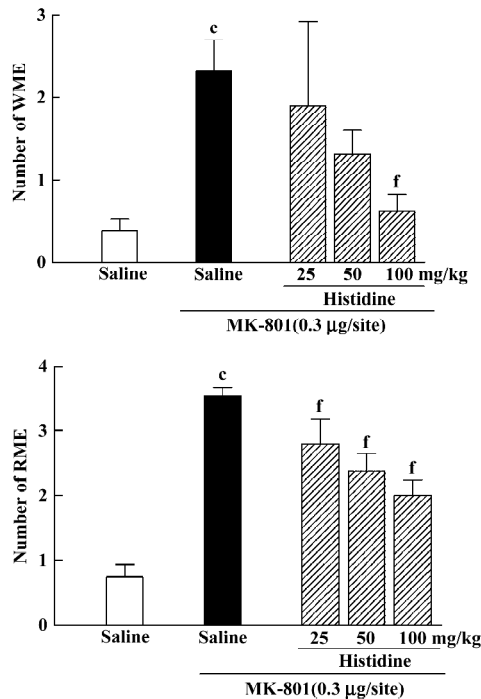 3
c
2
Number of WME
f
1
0
Saline Saline 25 50 100 mg/kg
Histidine
MK-801(0.3 μg/site)
4
c
f
3
f
f
Number of RME
2
1
0
Saline Saline 25 50 100 mg/kg
Histidine
MK-801(0.3 μg/site)